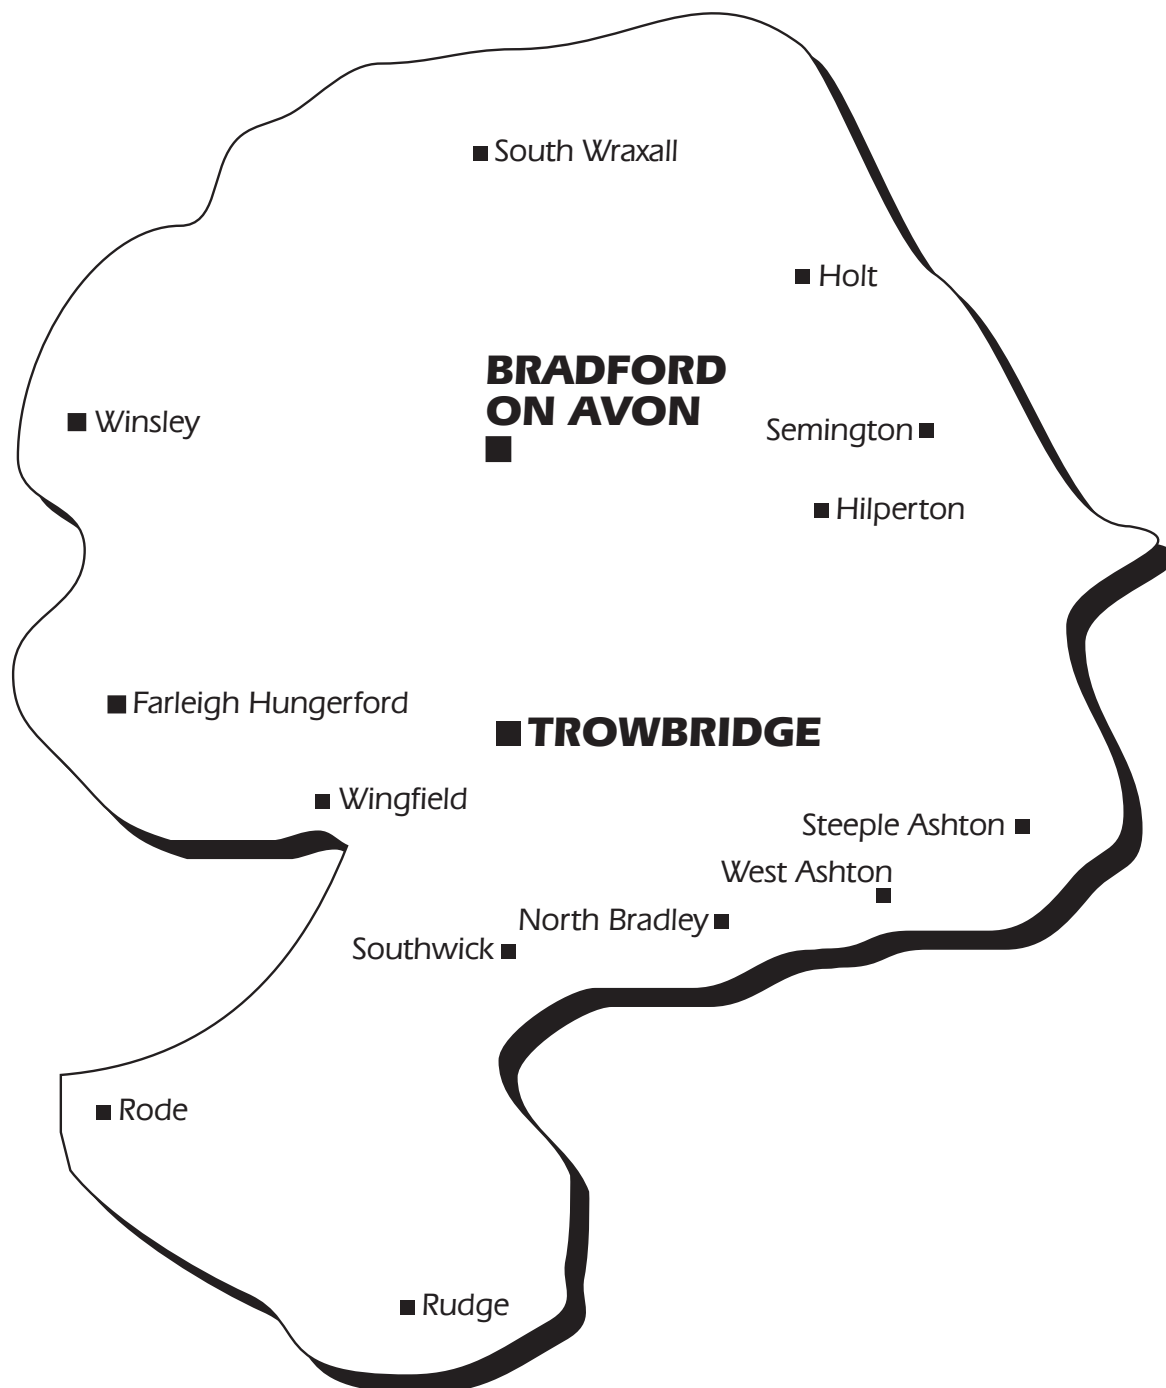 South Wraxall
Holt
BRADFORD
ON AVON
Winsley
Semington
Hilperton
Farleigh Hungerford
TROWBRIDGE
Wingfield
Steeple Ashton
West Ashton
North Bradley
Southwick
Rode
Rudge